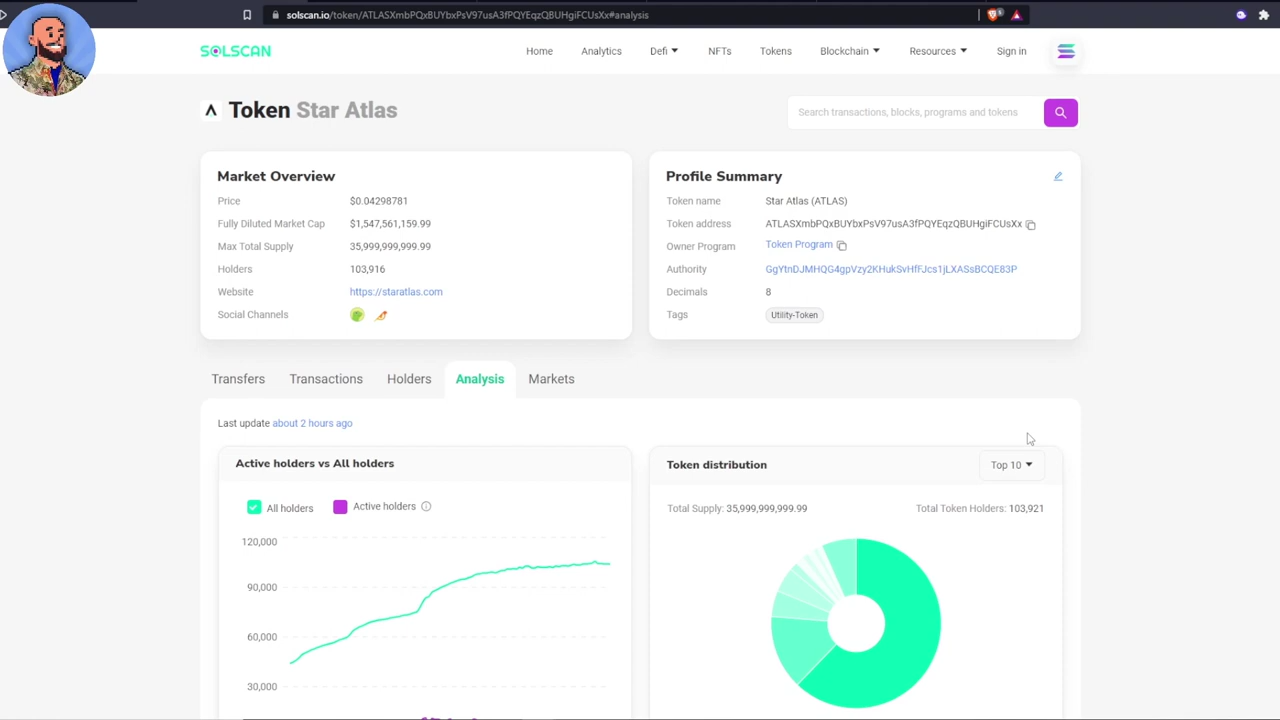 solscan.io/token/ATLASXmbPQxBUYbxPsV97usA3fPQYEqzQBUHgiFCUsXx#analysis
SOLSCAN
Home Analytics Defi NFTs Tokens Blockchain Resources Sign in
Token Star Atlas
Search transactions, blocks, programs and tokens
Market Overview
Price $0.04298781
Fully Diluted Market Cap $1,547,561,159.99
Max Total Supply 35,999,999,999.99
Holders 103,916
Website https://staratlas.com
Social Channels
Profile Summary
Token name Star Atlas (ATLAS)
Token address ATLASXmbPQxBUYbxPsV97usA3fPQYEqzQBUHgiFCUsXx
Owner Program Token Program
Authority GgYtnDJMHQG4gpVzy2KHukSvHfFJcs1jLXASsBCQE83P
Decimals 8
Tags Utility-Token
Transfers Transactions Holders Analysis Markets
Last update about 2 hours ago
Active holders vs All holders
All holders Active holders
120,000
90,000
60,000
30,000
Token distribution
Top 10
Total Supply: 35,999,999,999.99 Total Token Holders: 103,921